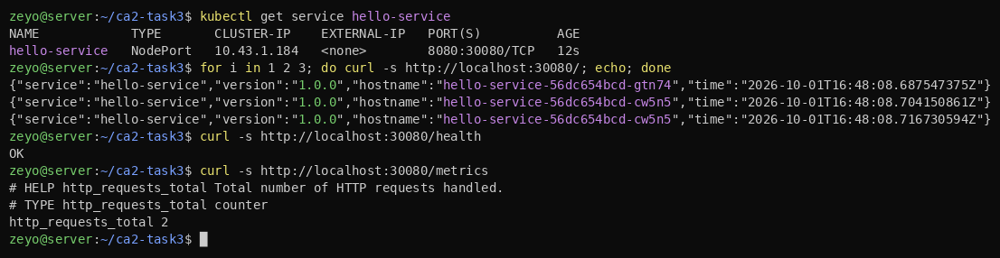 zeyo@server:~/ca2-task3$ kubectl get service hello-service
NAME            TYPE       CLUSTER-IP    EXTERNAL-IP   PORT(S)          AGE
hello-service   NodePort   10.43.1.184   <none>        8080:30080/TCP   12s
zeyo@server:~/ca2-task3$ for i in 1 2 3; do curl -s http://localhost:30080/; echo; done
{"service":"hello-service","version":"1.0.0","hostname":"hello-service-56dc654bcd-gtn74","time":"2026-10-01T16:48:08.687547375Z"}
{"service":"hello-service","version":"1.0.0","hostname":"hello-service-56dc654bcd-cw5n5","time":"2026-10-01T16:48:08.704150861Z"}
{"service":"hello-service","version":"1.0.0","hostname":"hello-service-56dc654bcd-cw5n5","time":"2026-10-01T16:48:08.716730594Z"}
zeyo@server:~/ca2-task3$ curl -s http://localhost:30080/health
OK
zeyo@server:~/ca2-task3$ curl -s http://localhost:30080/metrics
# HELP http_requests_total Total number of HTTP requests handled.
# TYPE http_requests_total counter
http_requests_total 2
zeyo@server:~/ca2-task3$